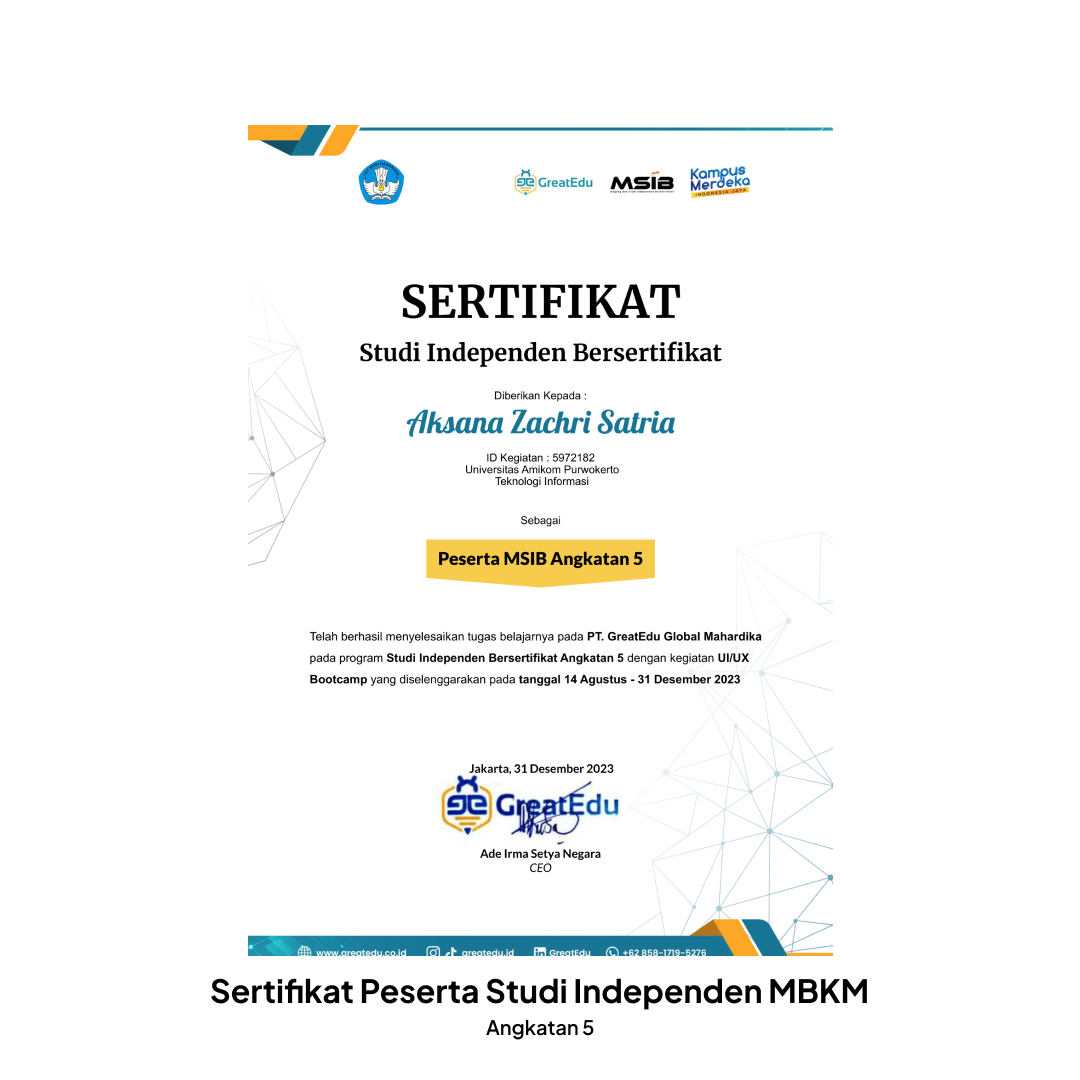 GreatEdu
MSIB
Kampus
Merdeka
INDONESIA JAYA
SERTIFIKAT
Studi Independen Bersertifikat
Diberikan Kepada :
Aksana Zachri Satria
ID Kegiatan : 5972182
Universitas Amikom Purwokerto
Teknologi Informasi
Sebagai
Peserta MSIB Angkatan 5
Telah berhasil menyelesaikan tugas belajarnya pada PT. GreatEdu Global Mahardika
pada program Studi Independen Bersertifikat Angkatan 5 dengan kegiatan UI/UX
Bootcamp yang diselenggarakan pada tanggal 14 Agustus - 31 Desember 2023
Jakarta, 31 Desember 2023
GreatEdu
Ade Irma Setya Negara
CEO
www.greatedu.co.id greatedu.id GreatEdu +62 858-1719-5276
Sertifikat Peserta Studi Independen MBKM
Angkatan 5